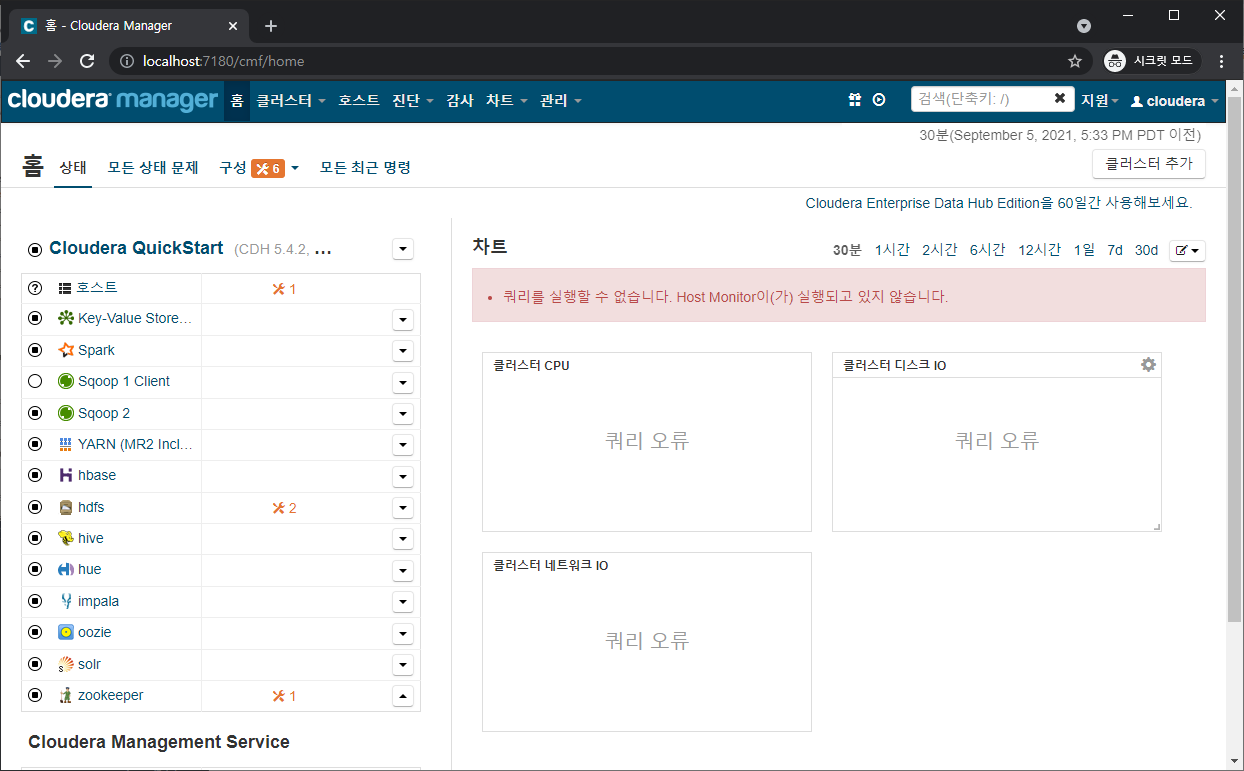 홈 - Cloudera Manager
localhost:7180/cmf/home
시크릿 모드
cloudera manager 홈 클러스터 호스트 진단 감사 차트 관리 검색(단축키: /) 지원 cloudera
30분(September 5, 2021, 5:33 PM PDT 이전)
홈 상태 모든 상태 문제 구성 6 모든 최근 명령 클러스터 추가
Cloudera Enterprise Data Hub Edition을 60일간 사용해보세요.
Cloudera QuickStart (CDH 5.4.2, ...
호스트 1
Key-Value Store...
Spark
Sqoop 1 Client
Sqoop 2
YARN (MR2 Incl...
hbase
hdfs 2
hive
hue
impala
oozie
solr
zookeeper 1
Cloudera Management Service
차트 30분 1시간 2시간 6시간 12시간 1일 7d 30d
쿼리를 실행할 수 없습니다. Host Monitor이(가) 실행되고 있지 않습니다.
클러스터 CPU
쿼리 오류
클러스터 디스크 IO
쿼리 오류
클러스터 네트워크 IO
쿼리 오류